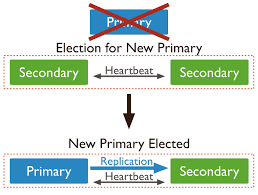 Primary
Election for New Primary
Secondary Heartbeat Secondary
New Primary Elected
Primary Replication Secondary
Heartbeat